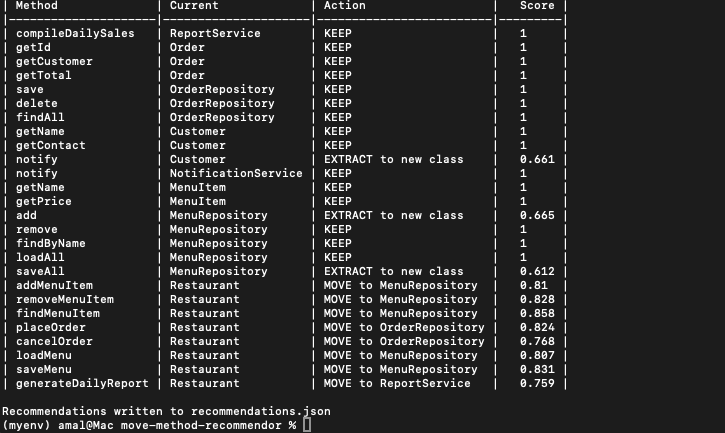 | Method | Current | Action | Score |
|---------------------|---------------------|-------------------------|---------|
| compileDailySales | ReportService | KEEP | 1 |
| getId | Order | KEEP | 1 |
| getCustomer | Order | KEEP | 1 |
| getTotal | Order | KEEP | 1 |
| save | OrderRepository | KEEP | 1 |
| delete | OrderRepository | KEEP | 1 |
| findAll | OrderRepository | KEEP | 1 |
| getName | Customer | KEEP | 1 |
| getContact | Customer | KEEP | 1 |
| notify | Customer | EXTRACT to new class | 0.661 |
| notify | NotificationService | KEEP | 1 |
| getName | MenuItem | KEEP | 1 |
| getPrice | MenuItem | KEEP | 1 |
| add | MenuRepository | EXTRACT to new class | 0.665 |
| remove | MenuRepository | KEEP | 1 |
| findByName | MenuRepository | KEEP | 1 |
| loadAll | MenuRepository | KEEP | 1 |
| saveAll | MenuRepository | EXTRACT to new class | 0.612 |
| addMenuItem | Restaurant | MOVE to MenuRepository | 0.81 |
| removeMenuItem | Restaurant | MOVE to MenuRepository | 0.828 |
| findMenuItem | Restaurant | MOVE to MenuRepository | 0.858 |
| placeOrder | Restaurant | MOVE to OrderRepository | 0.824 |
| cancelOrder | Restaurant | MOVE to OrderRepository | 0.768 |
| loadMenu | Restaurant | MOVE to MenuRepository | 0.807 |
| saveMenu | Restaurant | MOVE to MenuRepository | 0.831 |
| generateDailyReport | Restaurant | MOVE to ReportService | 0.759 |
Recommendations written to recommendations.json
(myenv) amal@Mac move-method-recommendor %